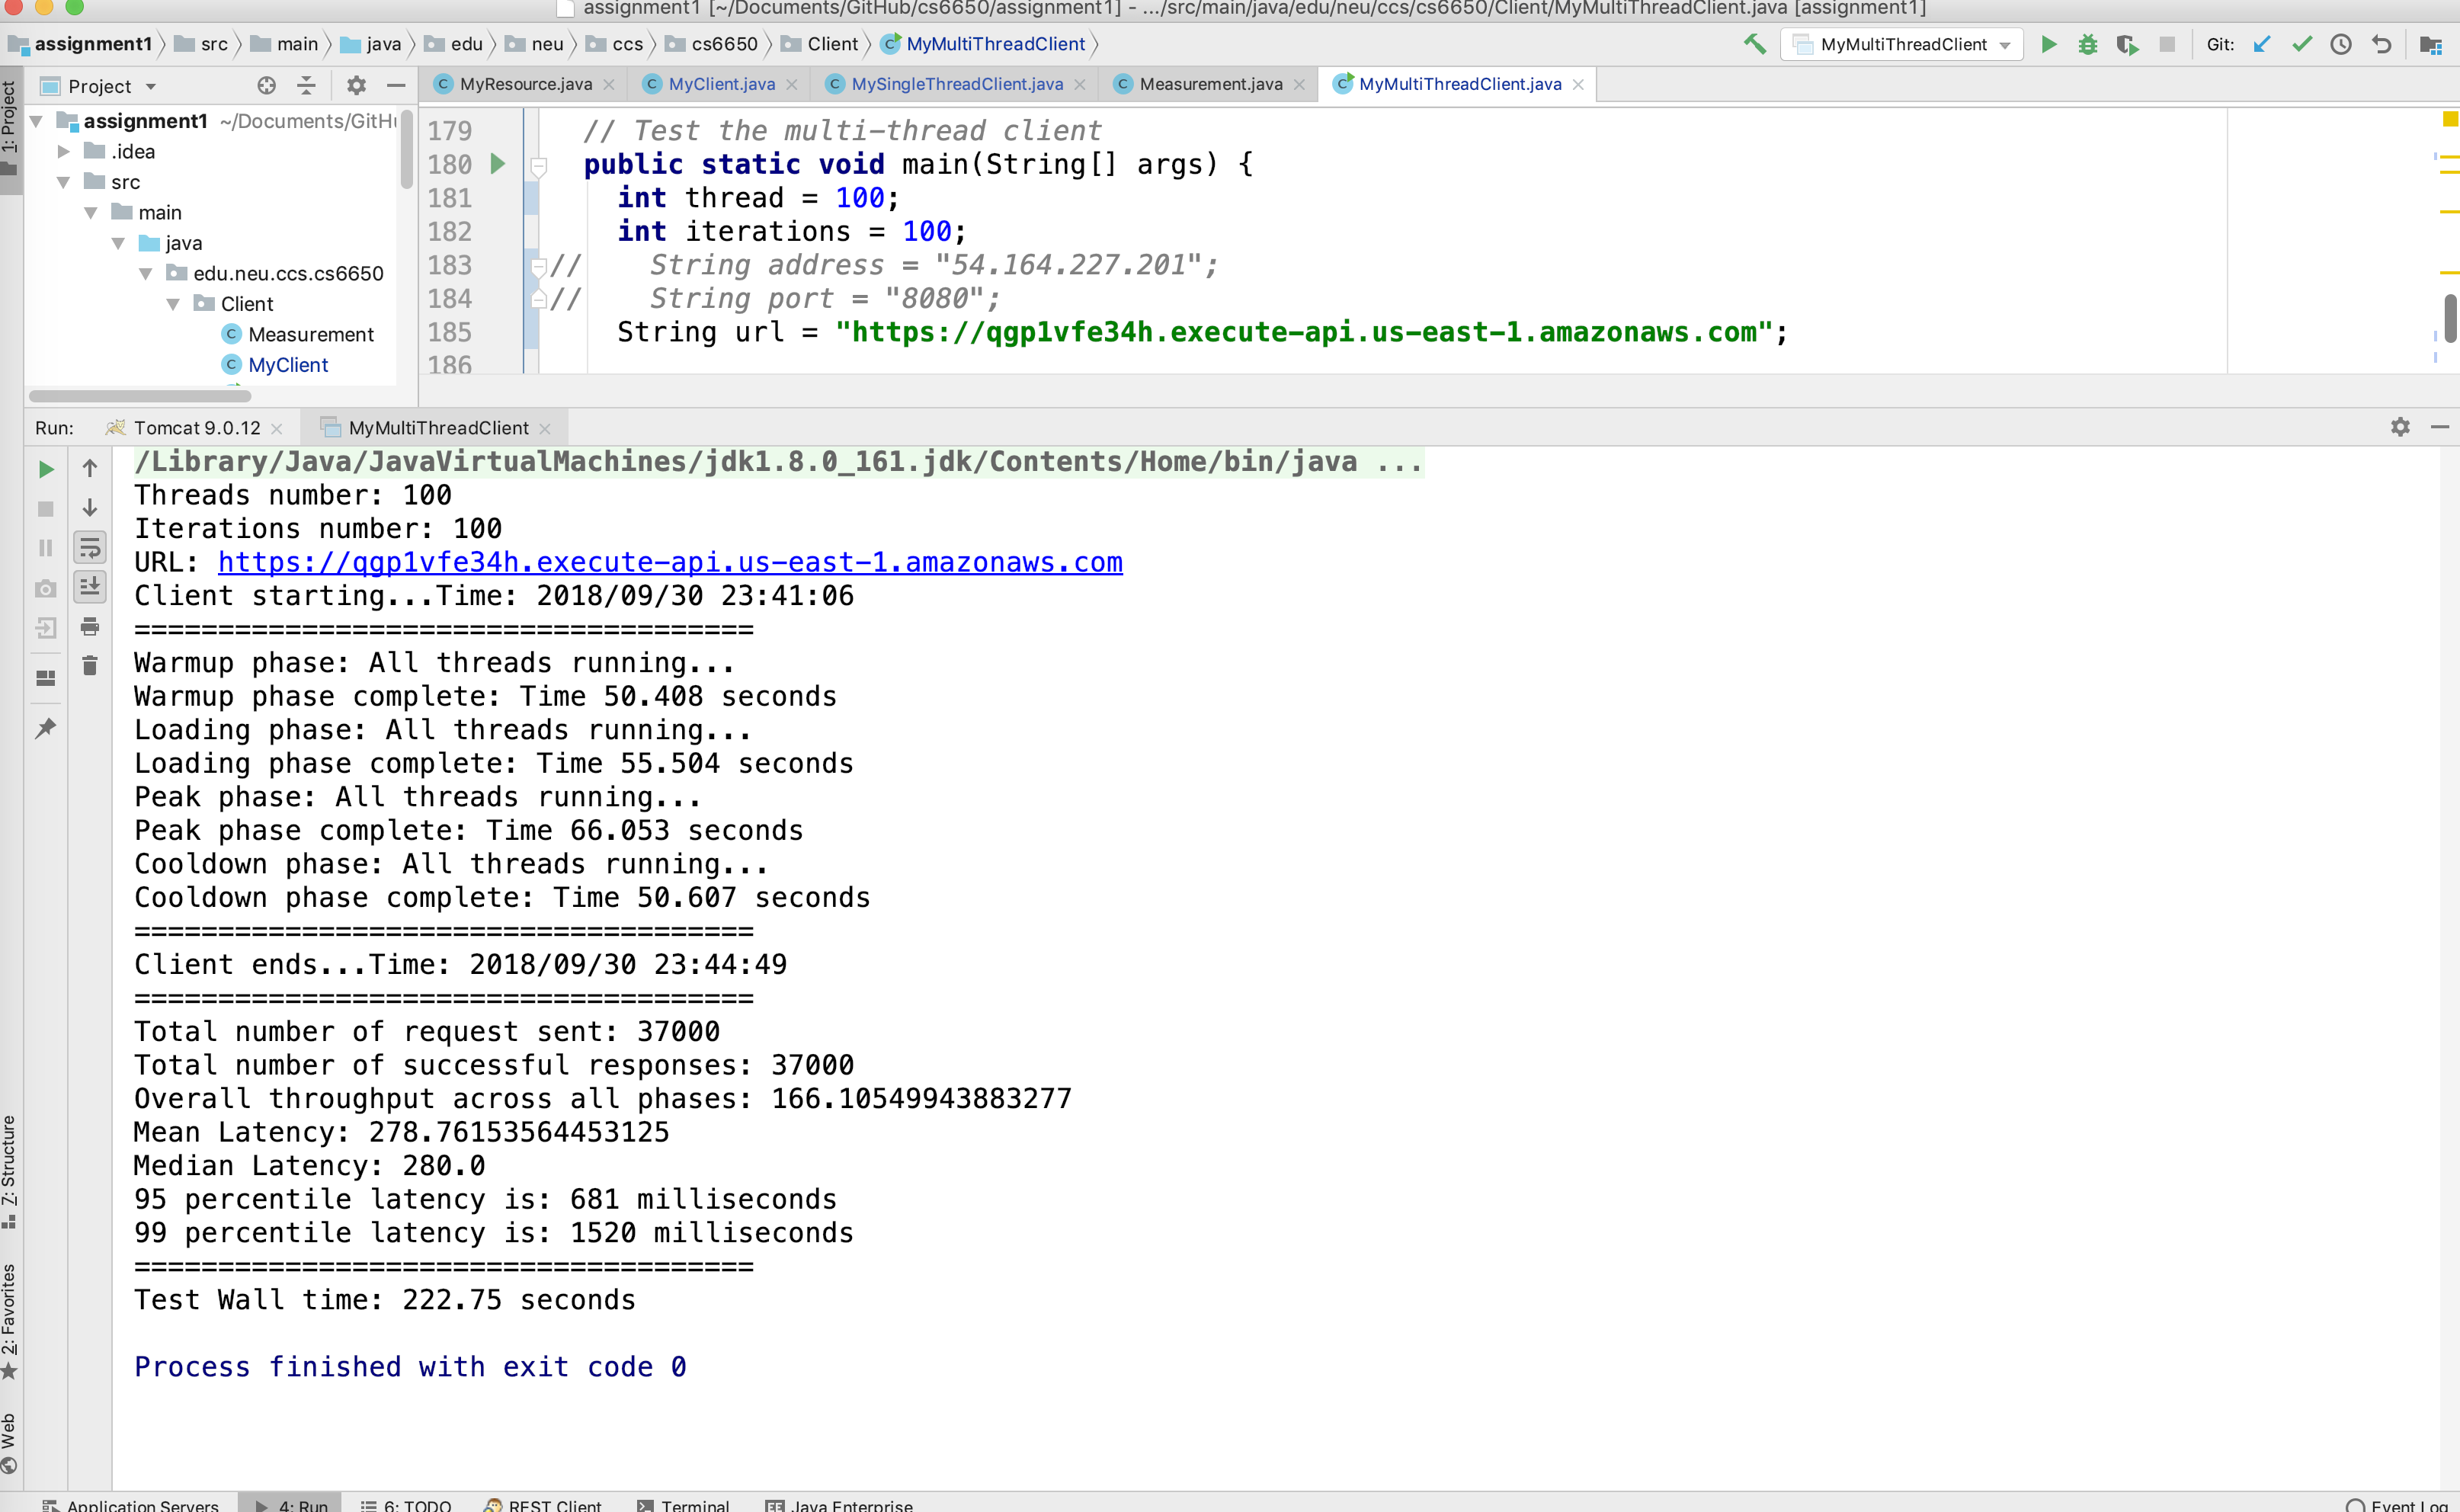 assignment1 [~/Documents/GitHub/cs6650/assignment1] - .../src/main/java/edu/neu/ccs/cs6650/Client/MyMultiThreadClient.java [assignment1]
assignment1 src main java edu neu ccs cs6650 Client MyMultiThreadClient MyMultiThreadClient Git:
Project MyResource.java MyClient.java MySingleThreadClient.java Measurement.java MyMultiThreadClient.java
1: Project
assignment1 ~/Documents/GitHu
.idea
src
main
java
edu.neu.ccs.cs6650
Client
Measurement
MyClient
179 // Test the multi-thread client
180 public static void main(String[] args) {
181 int thread = 100;
182 int iterations = 100;
183 // String address = "54.164.227.201";
184 // String port = "8080";
185 String url = "https://qgp1vfe34h.execute-api.us-east-1.amazonaws.com";
186
Run: Tomcat 9.0.12 MyMultiThreadClient
/Library/Java/JavaVirtualMachines/jdk1.8.0_161.jdk/Contents/Home/bin/java ...
Threads number: 100
Iterations number: 100
URL: https://qgp1vfe34h.execute-api.us-east-1.amazonaws.com
Client starting...Time: 2018/09/30 23:41:06
=====================================
Warmup phase: All threads running...
Warmup phase complete: Time 50.408 seconds
Loading phase: All threads running...
Loading phase complete: Time 55.504 seconds
Peak phase: All threads running...
Peak phase complete: Time 66.053 seconds
Cooldown phase: All threads running...
Cooldown phase complete: Time 50.607 seconds
=====================================
Client ends...Time: 2018/09/30 23:44:49
=====================================
Total number of request sent: 37000
Total number of successful responses: 37000
Overall throughput across all phases: 166.10549943883277
Mean Latency: 278.76153564453125
Median Latency: 280.0
95 percentile latency is: 681 milliseconds
99 percentile latency is: 1520 milliseconds
=====================================
Test Wall time: 222.75 seconds
Process finished with exit code 0
7: Structure
2: Favorites
Web
Application Servers 4: Run 6: TODO REST Client Terminal Java Enterprise Event Log